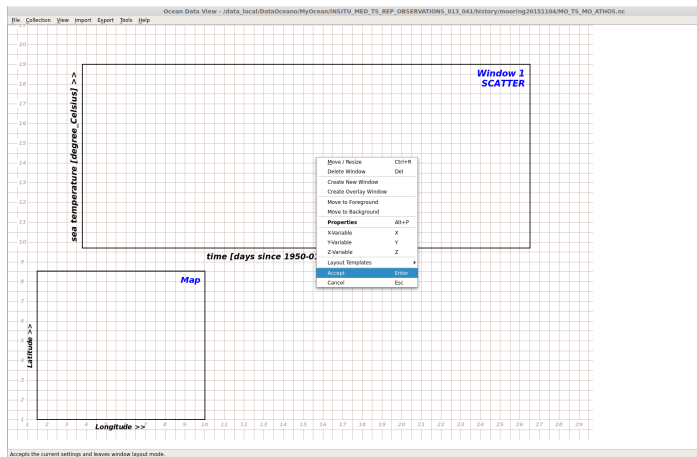 Ocean Data View - /data_local/DataOceano/MyOcean/INSITU_MED_TS_REP_OBSERVATIONS_013_041/history/mooring20151104/MO_TS_MO_ATHOS.nc
File Collection View Import Export Tools Help
21
20
19
18
17
16
15
14
13
12
11
10
9
8
7
6
5
4
3
2
1
sea temperature [degree_Celsius] >>
Window 1
SCATTER
time [days since 1950-01
Move / Resize Ctrl+R
Delete Window Del
Create New Window
Create Overlay Window
Move to Foreground
Move to Background
Properties Alt+P
X-Variable X
Y-Variable Y
Z-Variable Z
Layout Templates
Accept Enter
Cancel Esc
Map
Latitude >>
1 2 3 4 5 6 7 8 9 10 11 12 13 14 15 16 17 18 19 20 21 22 23 24 25 26 27 28 29
Longitude >>
Accepts the current settings and leaves window layout mode.